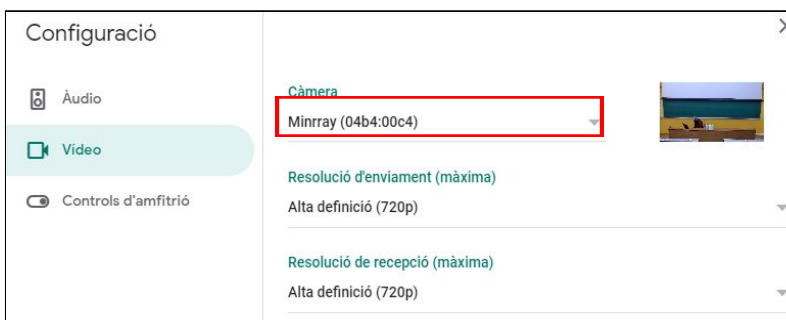 Configuració
Àudio
Vídeo
Controls d'amfitrió
Càmera
Minrray (04b4:00c4)
Resolució d'enviament (màxima)
Alta definició (720p)
Resolució de recepció (màxima)
Alta definició (720p)